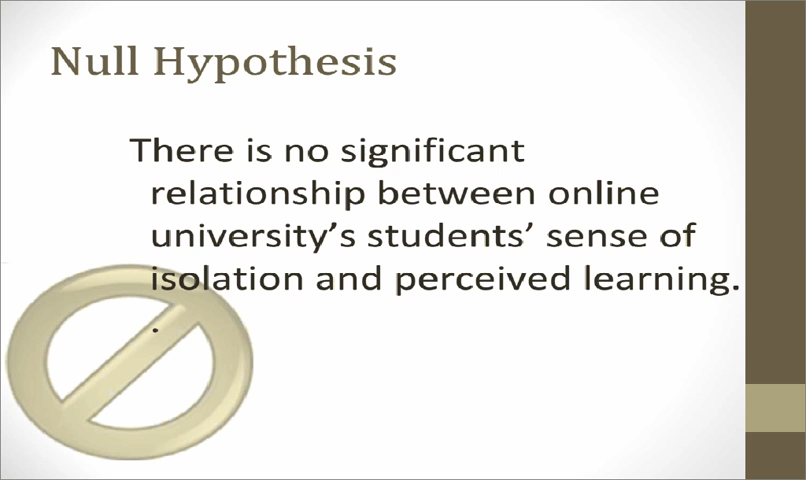 Null Hypothesis
There is no significant
relationship between online
university’s students’ sense of
isolation and perceived learning.
.